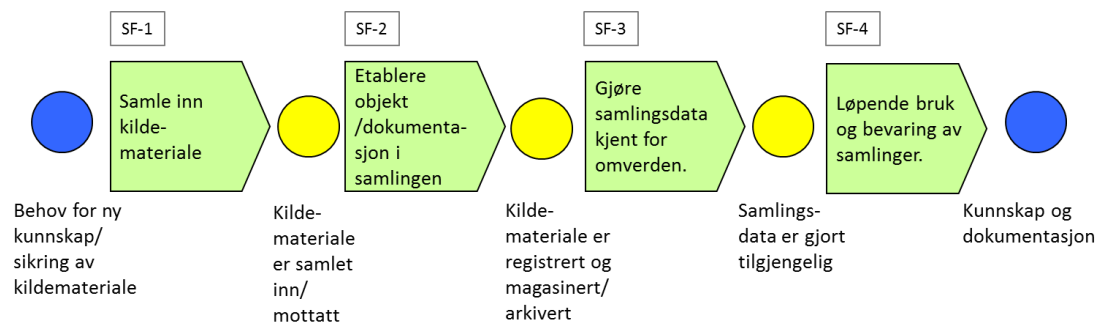 SF-1
SF-2
SF-3
SF-4
Samle inn
kilde-
materiale
Etablere
objekt
/dokumenta-
sjon i
samlingen
Gjøre
samlingsdata
kjent for
omverden.
Løpende bruk
og bevaring av
samlinger.
Behov for ny
kunnskap/
sikring av
kildemateriale
Kilde-
materiale
er samlet
inn/
mottatt
Kilde-
materiale er
registrert og
magasinert/
arkivert
Samlings-
data er gjort
tilgjengelig
Kunnskap og
dokumentasjon